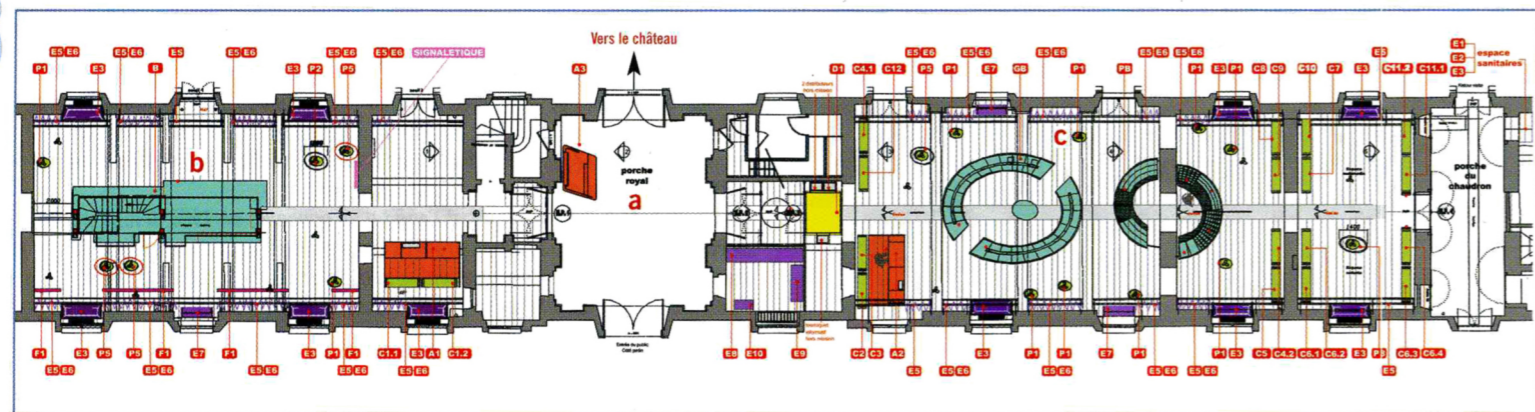 Vers le château
E5 E6
E5 E6
E5
E5 E6
E5 E6
E5 E6
SIGNALÉTIQUE
E5 E6
E5 E6
E5 E6
E5 E6
E5 E6
E5
E1
E2
E3
espace
sanitaires
P1
E3
B
E3
P2
P5
A3
D1
C4.1
C12
P5
P1
E7
GB
P1
PB
P1
E3
P1
C8
C9
C10
C7
E3
C11.2
C11.1
b
c
porche
royal
a
porche
du
chaudron
F1
E3
P5
P5
F1
E7
F1
E3
P1
F1
C1.1
E3
A1
C1.2
E8
E10
E9
C2
C3
A2
E3
P1
P1
E7
P1
P1
E3
C5
C4.2
C6.1
C6.2
E3
C6.3
C6.4
E5 E6
E5 E6
E5 E6
E5 E6
E5 E6
E5
E5 E6
E5 E6
E5 E6
E5 E6
E5